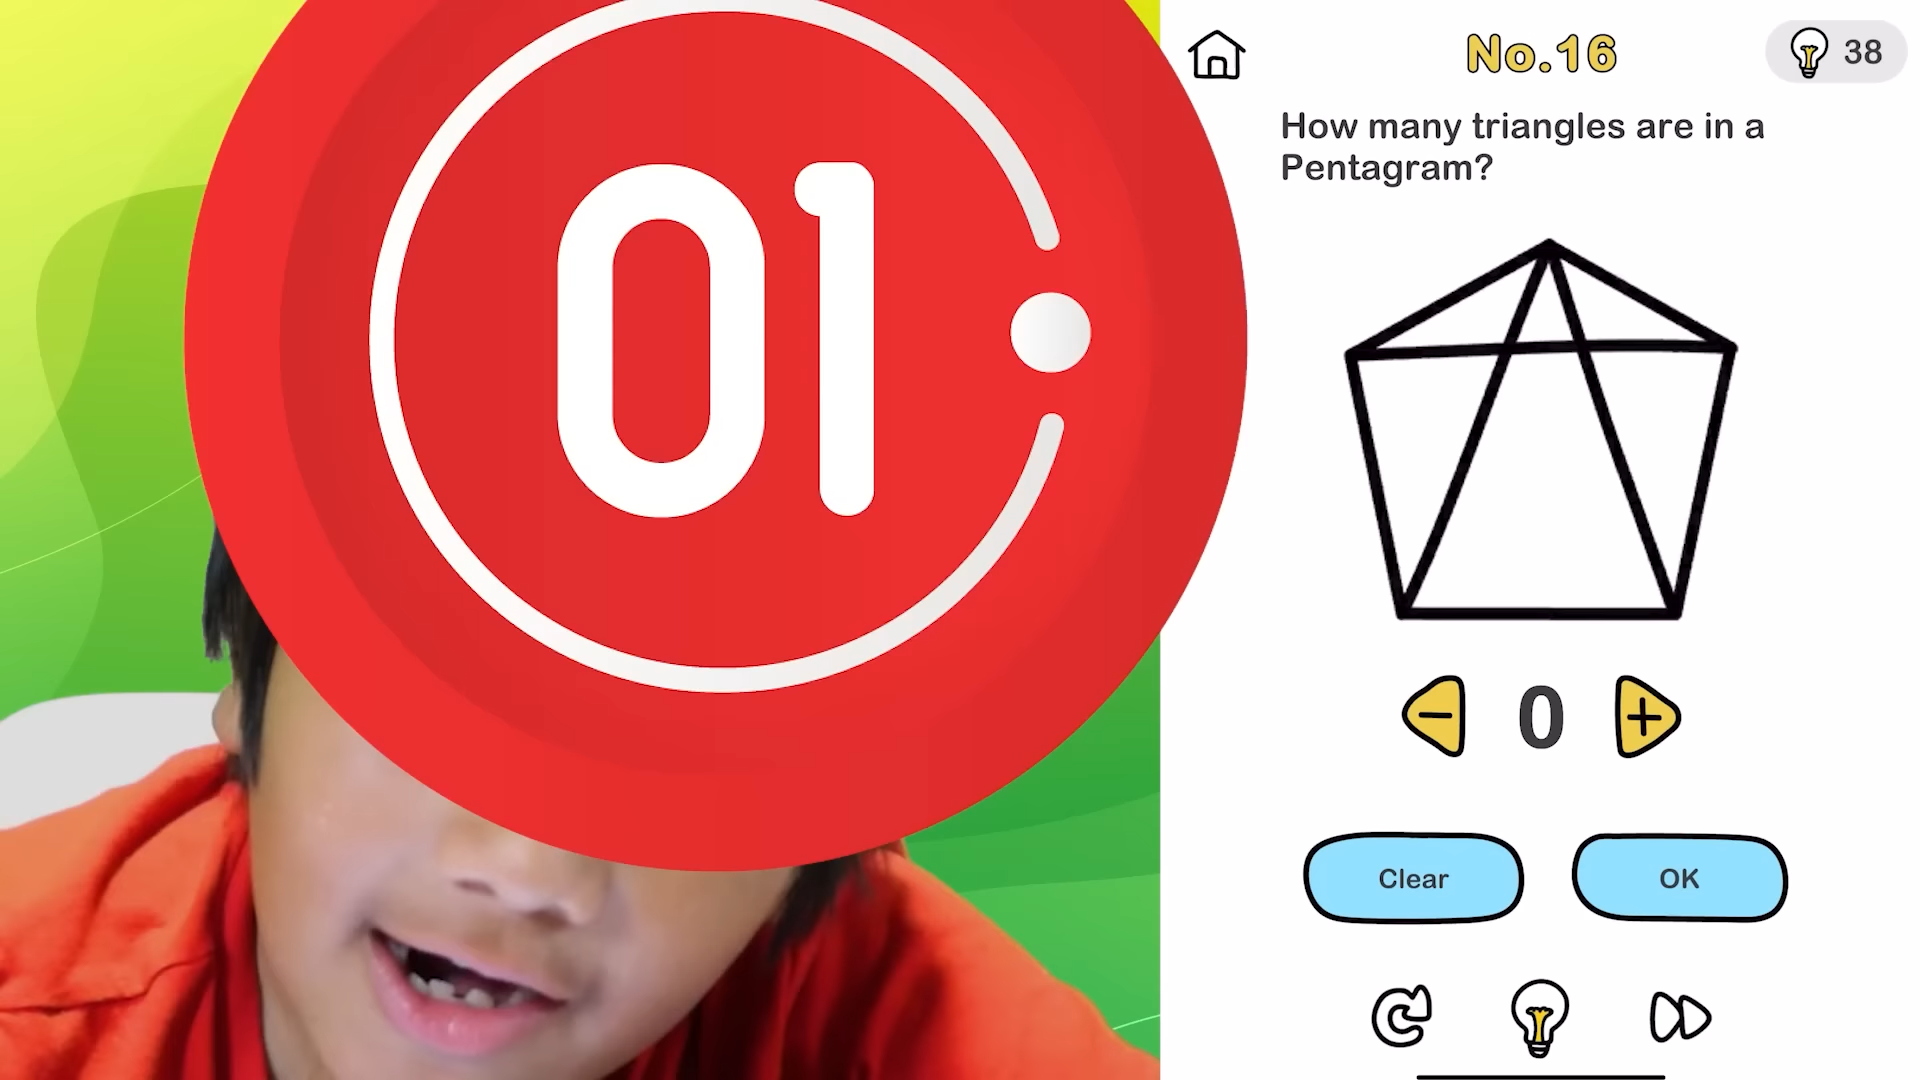 01
No.16
38
How many triangles are in a
Pentagram?
0
Clear
OK